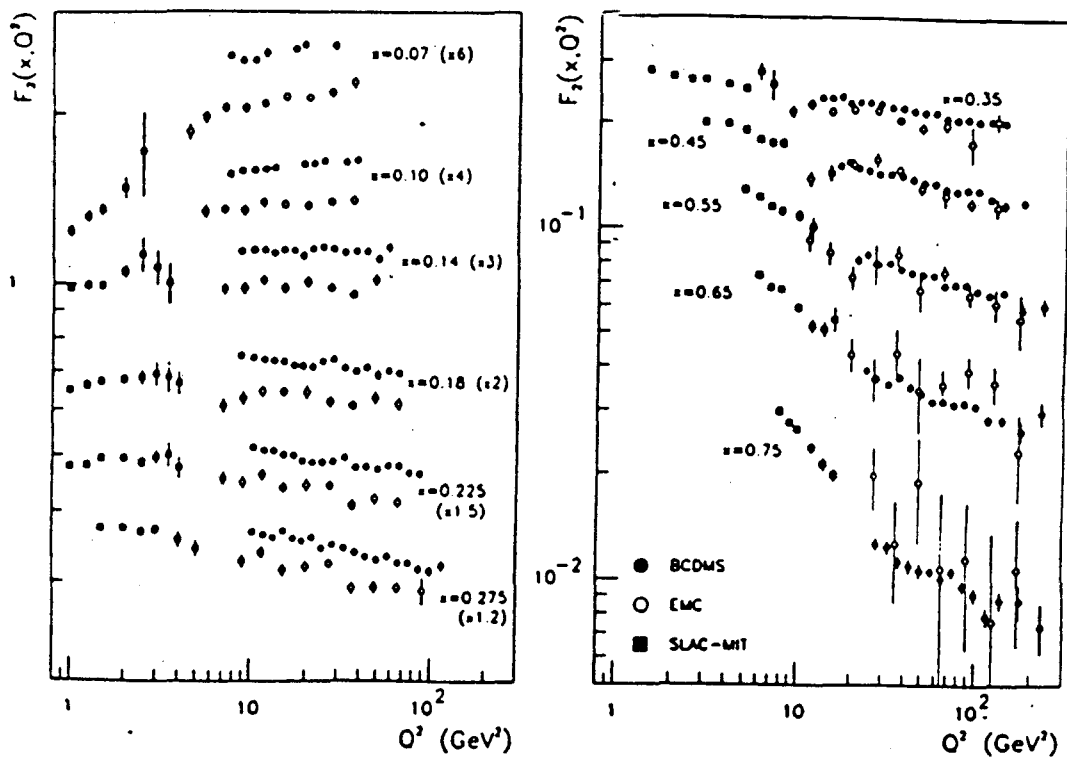 F₂(x,Q²)
x=0.07 (x6)
x=0.10 (x4)
x=0.14 (x3)
x=0.18 (x2)
x=0.225
(x1.5)
x=0.275
(x1.2)
1
1
10
10²
Q² (GeV²)
F₂(x,Q²)
x=0.35
x=0.45
x=0.55
x=0.65
x=0.75
BCDMS
EMC
SLAC-MIT
10⁻¹
10⁻²
1
10
10²
Q² (GeV²)